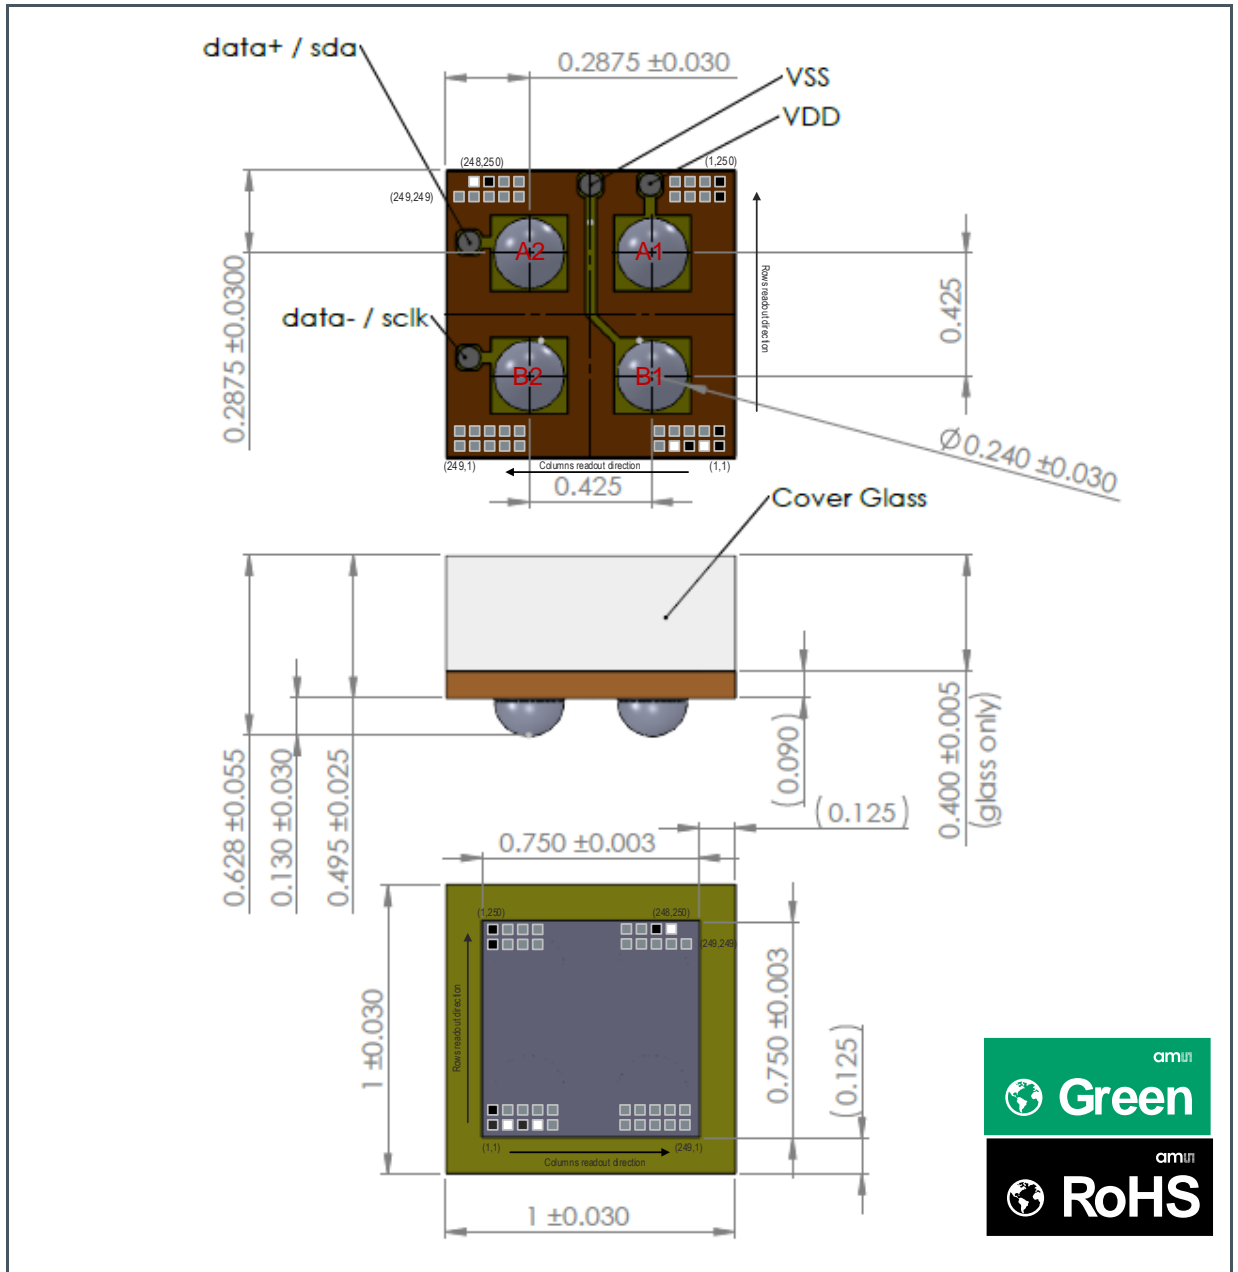 data+ / sda
0.2875 ±0.030
VSS
VDD
(248,250)
(1,250)
(249,249)
A2
A1
Rows readout direction
0.2875 ±0.0300
0.425
data- / sclk
B2
B1
Ø0.240 ±0.030
(249,1)
Columns readout direction
(1,1)
0.425
Cover Glass
0.628 ±0.055
0.130 ±0.030
0.495 ±0.025
(0.090)
0.400 ±0.005
(glass only)
(0.125)
0.750 ±0.003
(1,250)
(248,250)
(249,249)
Rows readout direction
1 ±0.030
0.750 ±0.003
(0.125)
(1,1)
(249,1)
Columns readout direction
1 ±0.030
am
Green
am
RoHS